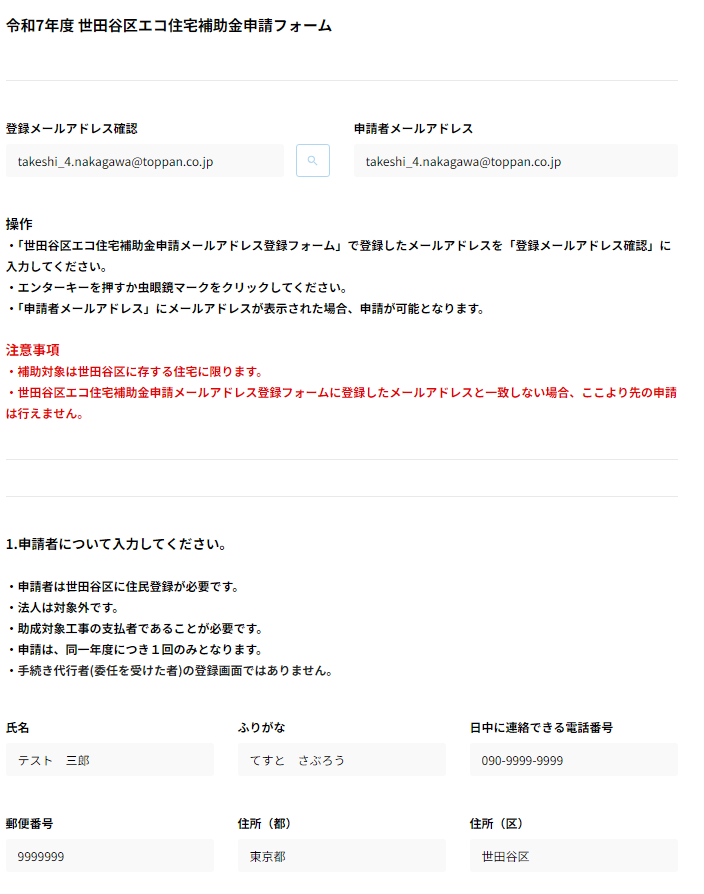 令和7年度 世田谷区エコ住宅補助金申請フォーム
登録メールアドレス確認
申請者メールアドレス
takeshi_4.nakagawa@toppan.co.jp
takeshi_4.nakagawa@toppan.co.jp
操作
・「世田谷区エコ住宅補助金申請メールアドレス登録フォーム」で登録したメールアドレスを「登録メールアドレス確認」に
入力してください。
・エンターキーを押すか虫眼鏡マークをクリックしてください。
・「申請者メールアドレス」にメールアドレスが表示された場合、申請が可能となります。
注意事項
・補助対象は世田谷区に存する住宅に限ります。
・世田谷区エコ住宅補助金申請メールアドレス登録フォームに登録したメールアドレスと一致しない場合、ここより先の申請
は行えません。
1.申請者について入力してください。
・申請者は世田谷区に住民登録が必要です。
・法人は対象外です。
・助成対象工事の支払者であることが必要です。
・申請は、同一年度につき１回のみとなります。
・手続き代行者(委任を受けた者)の登録画面ではありません。
氏名
ふりがな
日中に連絡できる電話番号
テスト　三郎
てすと　さぶろう
090-9999-9999
郵便番号
住所（都）
住所（区）
9999999
東京都
世田谷区